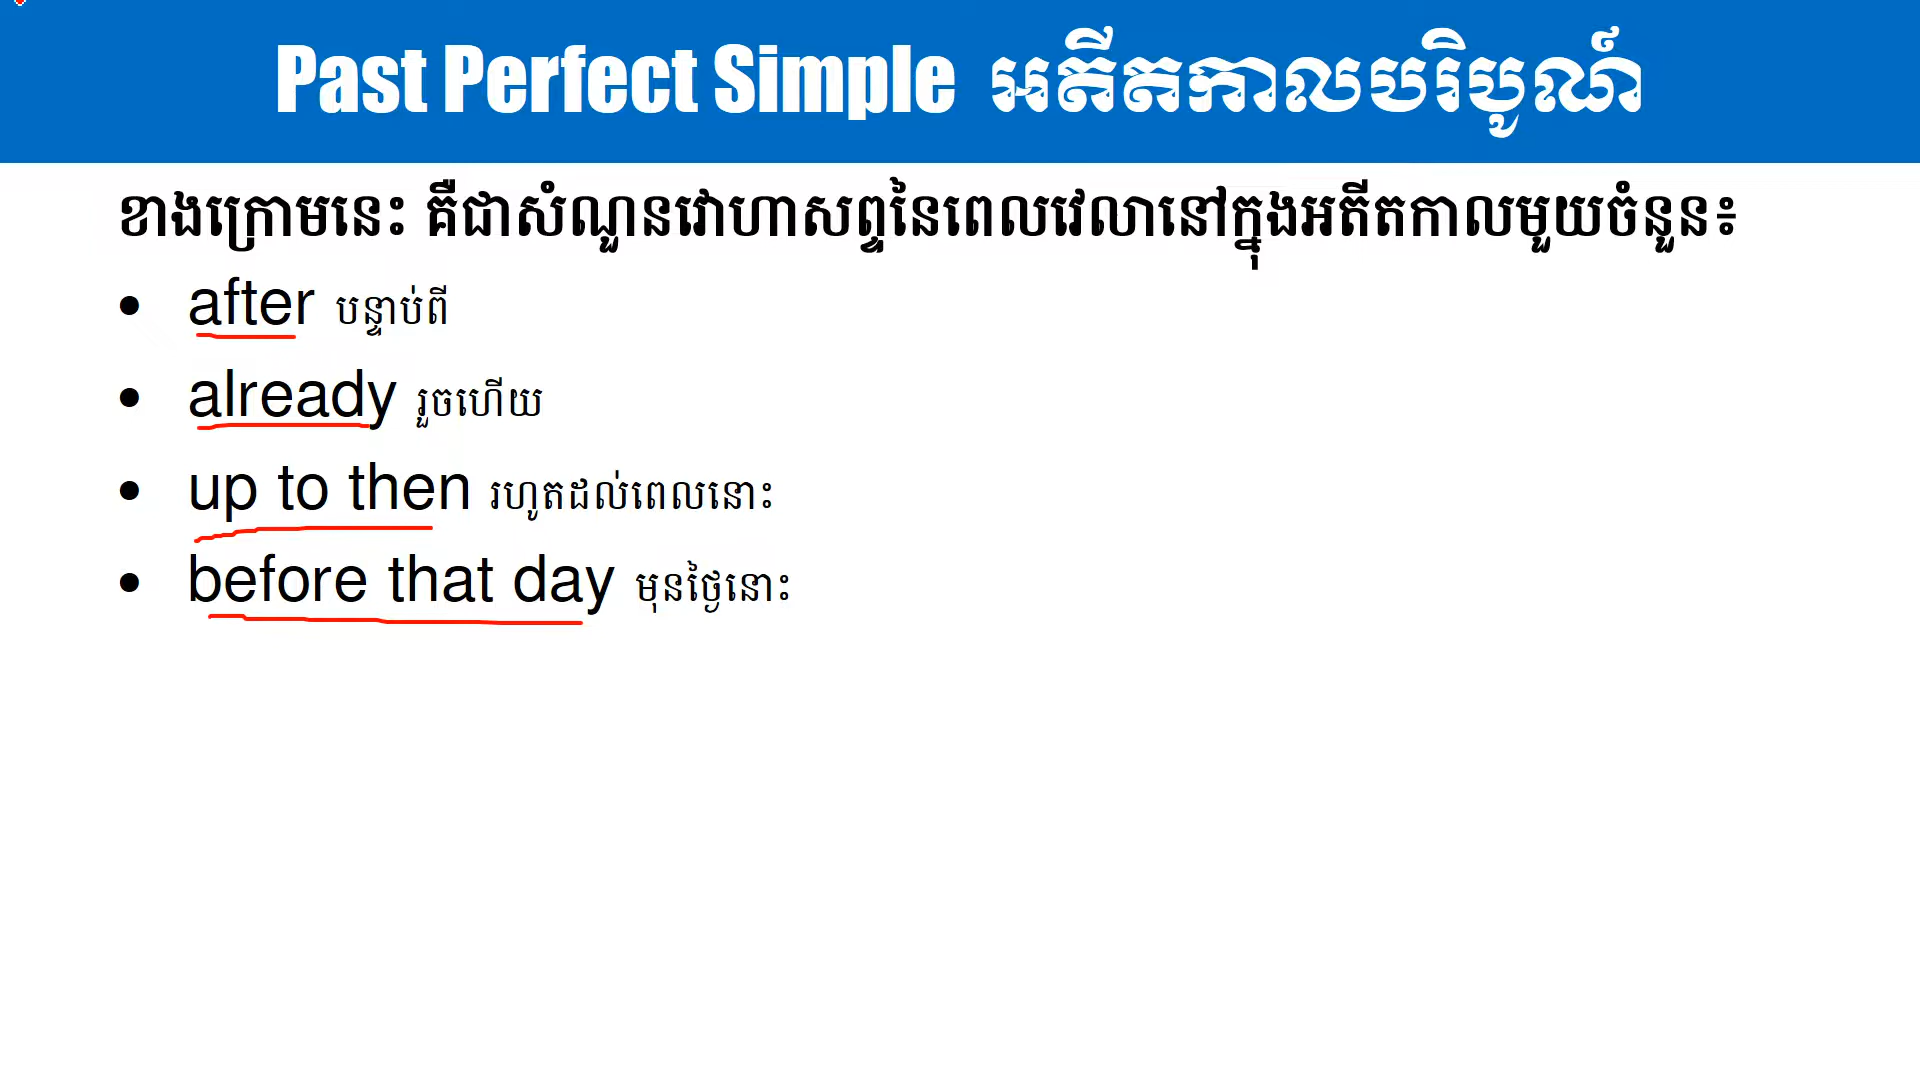 Past Perfect Simple អតីតកាលបរិបូណ៍
ខាងក្រោមនេះ គឺជាសំណួនវោហាសព្ទនៃពេលវេលានៅក្នុងអតីតកាលមួយចំនួន៖
• after បន្ទាប់ពី
• already រួចហើយ
• up to then រហូតដល់ពេលនោះ
• before that day មុនថ្ងៃនោះ